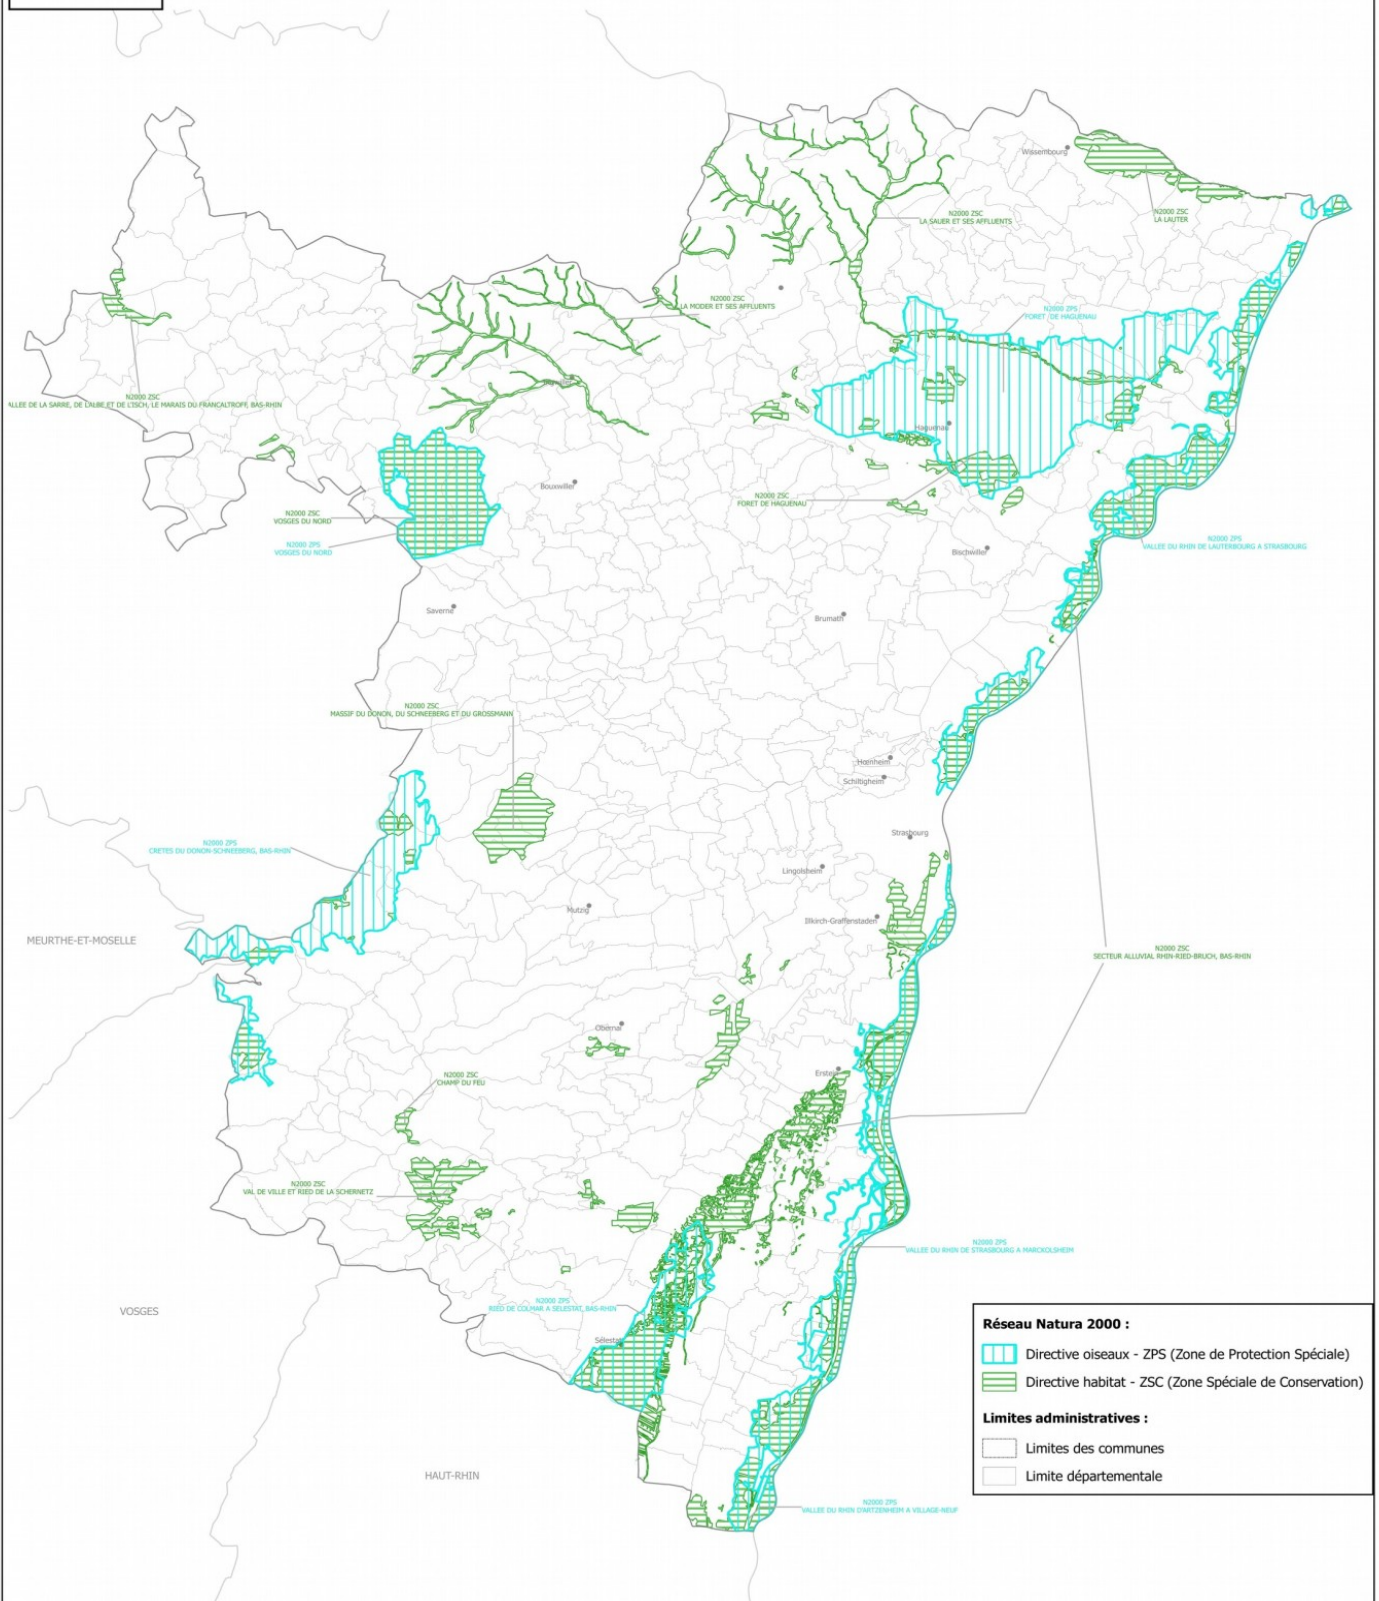 Wissembourg
N2000 ZSC
LA SAUER ET SES AFFLUENTS
N2000 ZSC
LA LAUTER
N2000 ZSC
LA MODER ET SES AFFLUENTS
N2000 ZPS
FORET DE HAGUENAU
N2000 ZSC
ALLEE DE LA SARRE, DE L'ALBE ET DE L'ISCH, LE MARAIS DU FRANCALTROFF, BAS-RHIN
Haguenau
Bouxwiller
N2000 ZSC
FORET DE HAGUENAU
N2000 ZSC
VOSGES DU NORD
N2000 ZPS
VOSGES DU NORD
N2000 ZPS
VALLEE DU RHIN DE LAUTERBOURG A STRASBOURG
Bischwiller
Saverne
Brumath
N2000 ZSC
MASSIF DU DONON, DU SCHNEEBERG ET DU GROSSMANN
Hœnheim
Schiltigheim
Strasbourg
N2000 ZPS
CRETES DU DONON-SCHNEEBERG, BAS-RHIN
Lingolsheim
Mutzig
Illkirch-Graffenstaden
MEURTHE-ET-MOSELLE
N2000 ZSC
SECTEUR ALLUVIAL RHIN-RIED-BRUCH, BAS-RHIN
Obernai
Erstein
N2000 ZSC
CHAMP DU FEU
N2000 ZSC
VAL DE VILLE ET RIED DE LA SCHERNETZ
N2000 ZPS
VALLEE DU RHIN DE STRASBOURG A MARCKOLSHEIM
N2000 ZPS
RIED DE COLMAR A SELESTAT, BAS-RHIN
VOSGES
Sélestat
Réseau Natura 2000 :
Directive oiseaux - ZPS (Zone de Protection Spéciale)
Directive habitat - ZSC (Zone Spéciale de Conservation)
Limites administratives :
Limites des communes
Limite départementale
HAUT-RHIN
N2000 ZPS
VALLEE DU RHIN D'ARTZENHEIM A VILLAGE-NEUF